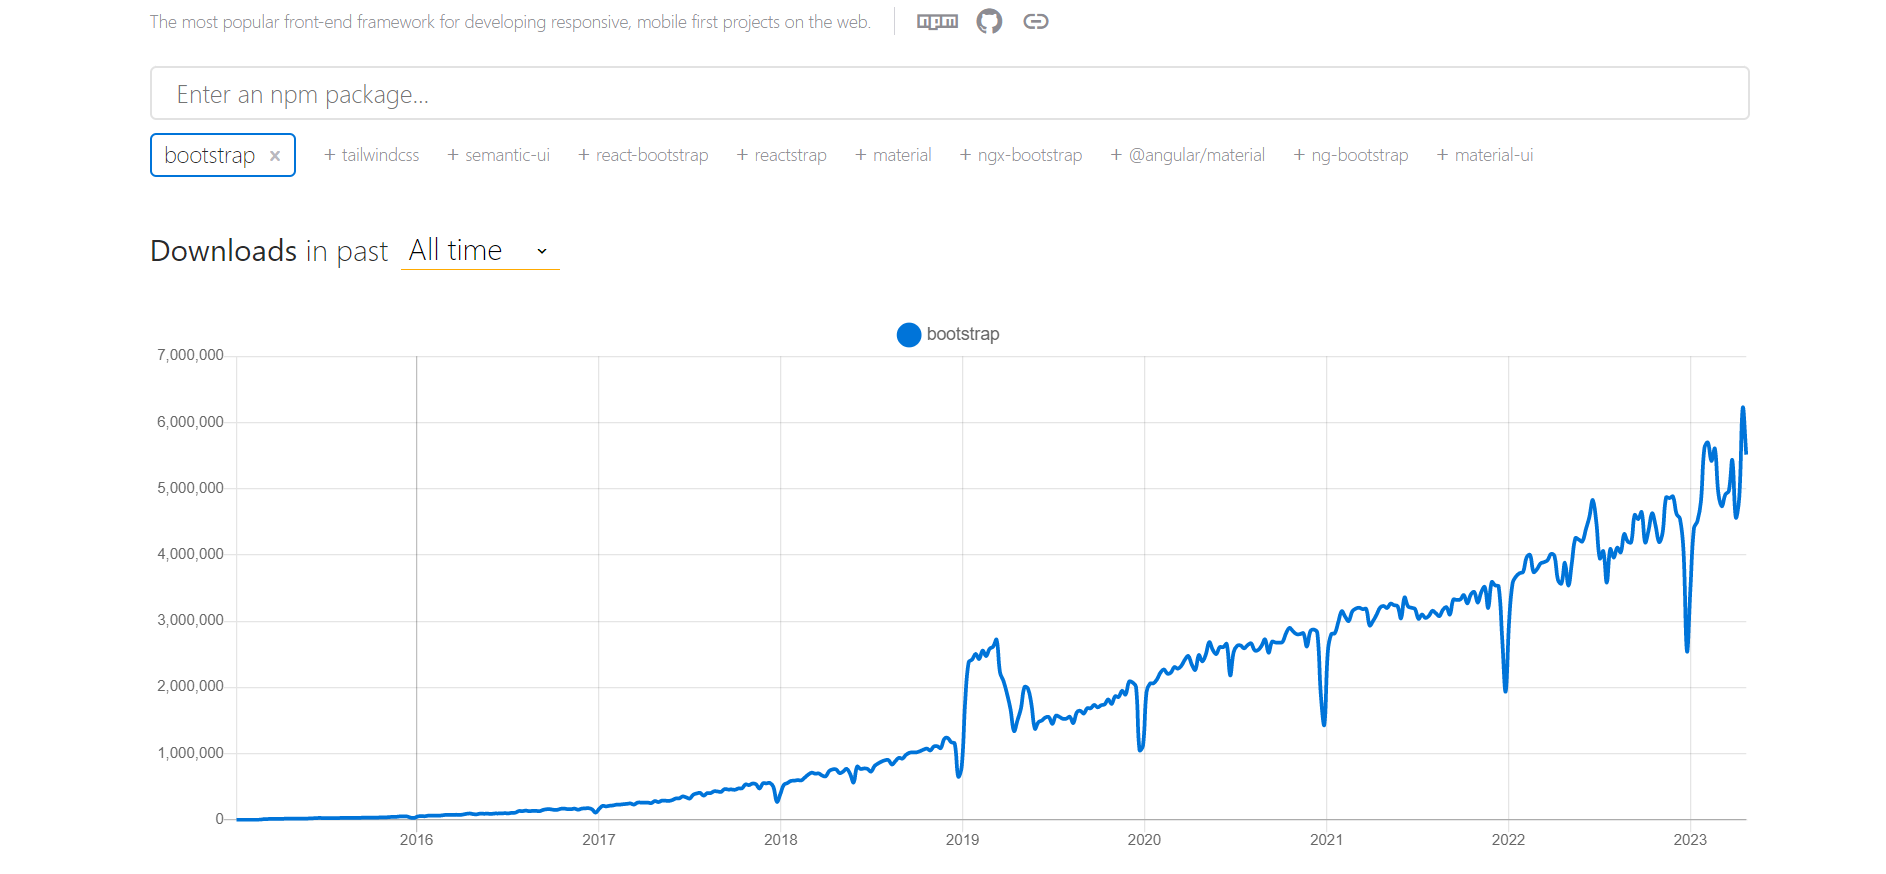 The most popular front-end framework for developing responsive, mobile first projects on the web. npm
Enter an npm package...
bootstrap x + tailwindcss + semantic-ui + react-bootstrap + reactstrap + material + ngx-bootstrap + @angular/material + ng-bootstrap + material-ui
Downloads in past All time
bootstrap
7,000,000
6,000,000
5,000,000
4,000,000
3,000,000
2,000,000
1,000,000
0
2016 2017 2018 2019 2020 2021 2022 2023